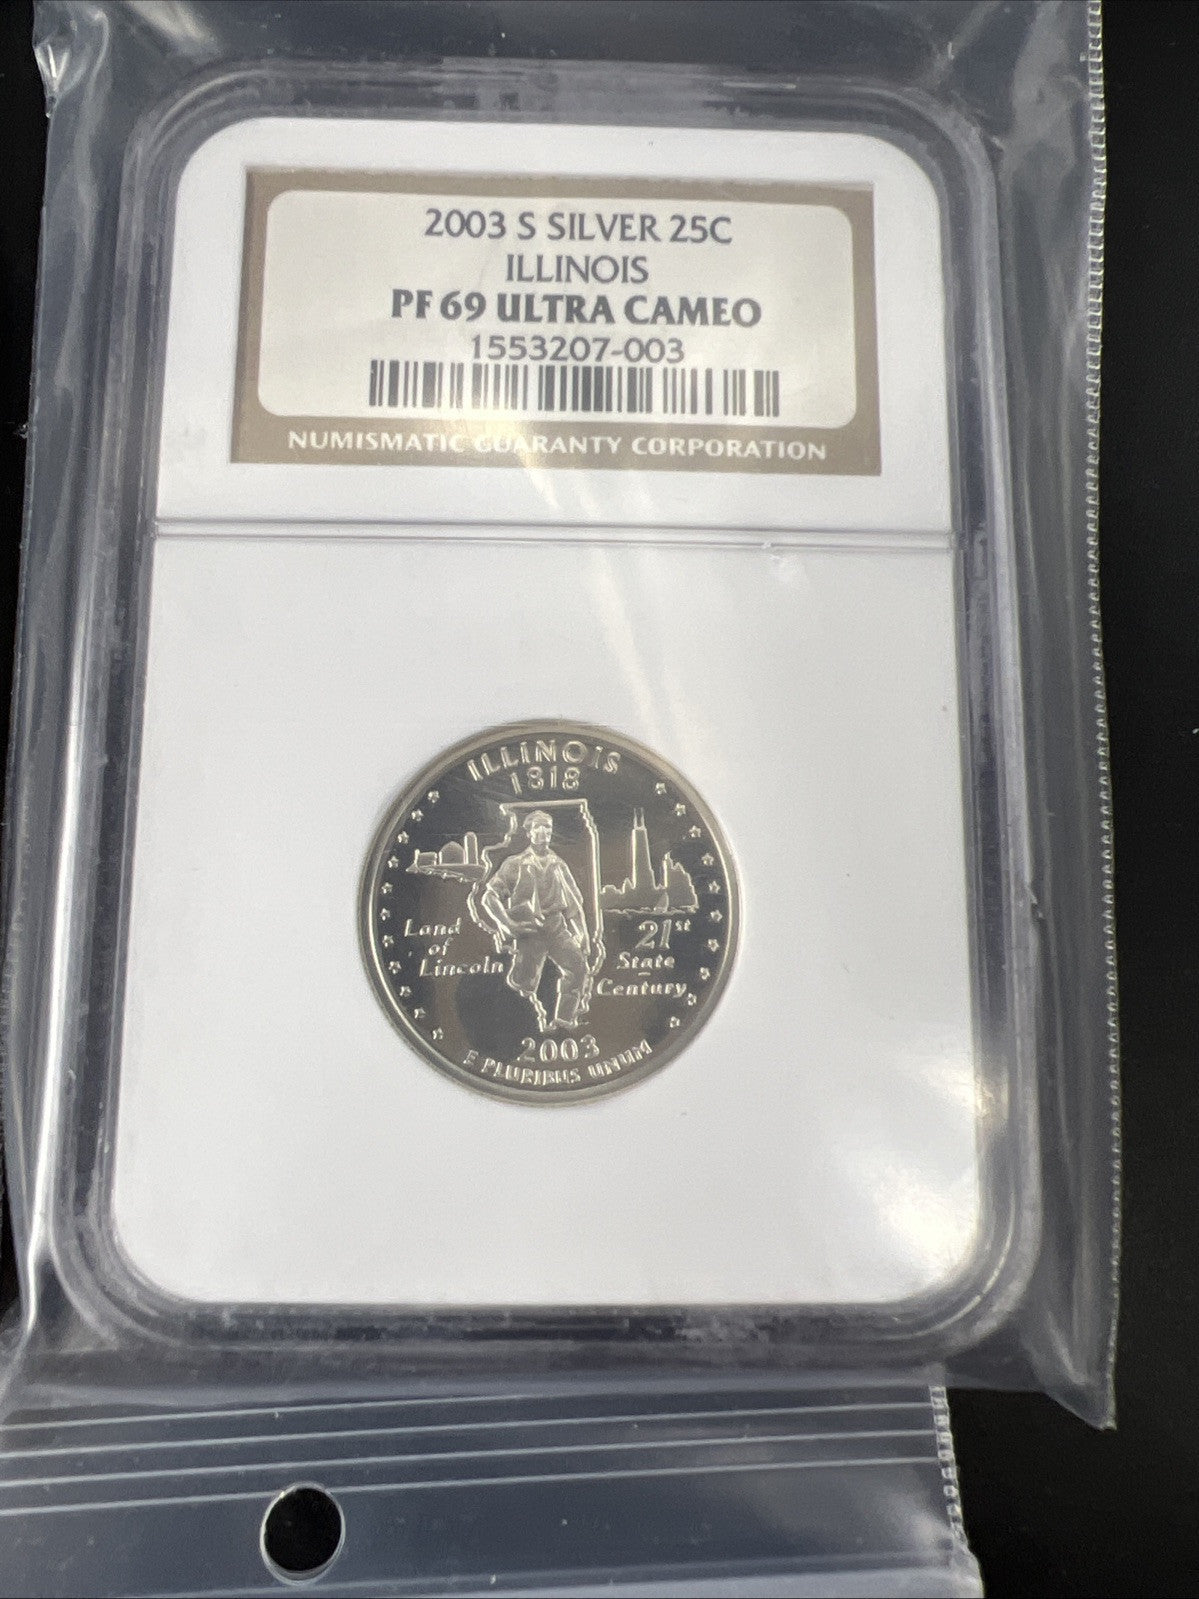 2003 S SILVER 25C
ILLINOIS
PF 69 ULTRA CAMEO
1553207-003
NUMISMATIC GUARANTY CORPORATION
ILLINOIS
1818
Land
of
Lincoln
21st
State
Century
2003
E PLURIBUS UNUM